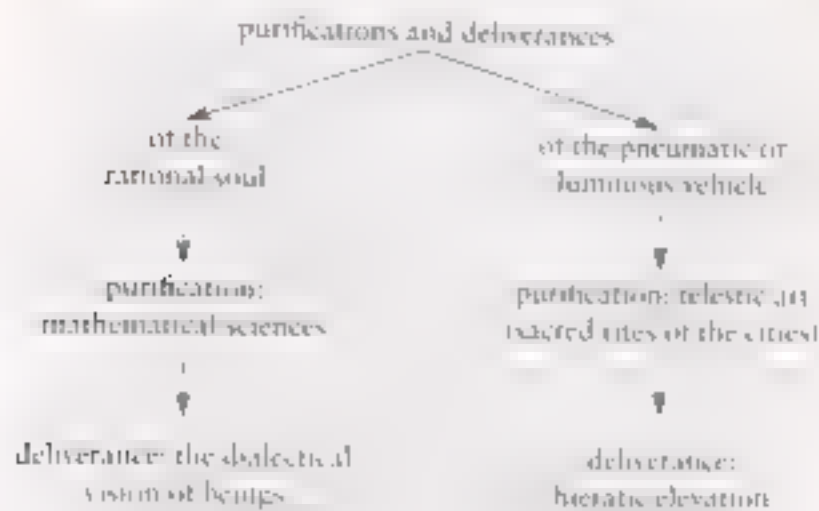 purifications and deliverances
of the
rational soul
of the pneumatic or
luminous vehicle
purification:
mathematical sciences
purification: telestic art
(sacred rites of the cities)
deliverance: the dialectical
vision of beings
deliverance:
hieratic elevation